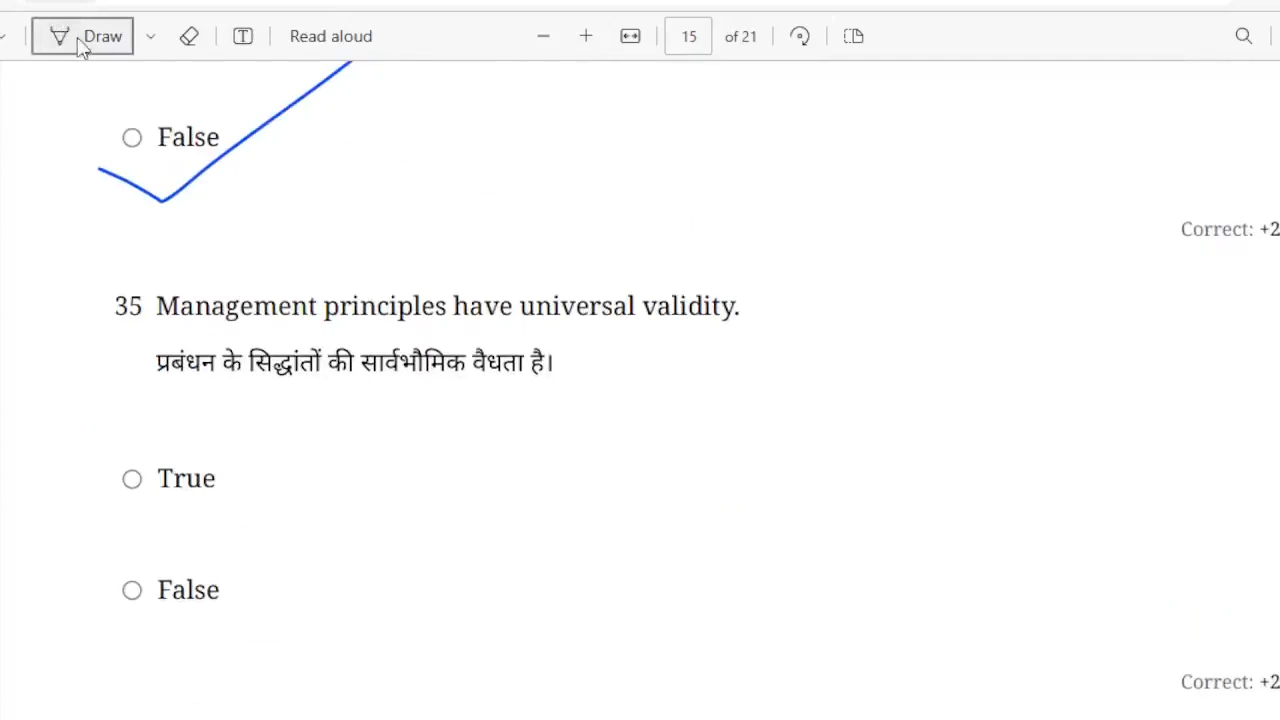 Draw Read aloud 15 of 21
False
Correct: +2
35 Management principles have universal validity.
प्रबंधन के सिद्धांतों की सार्वभौमिक वैधता है।
True
False
Correct: +2